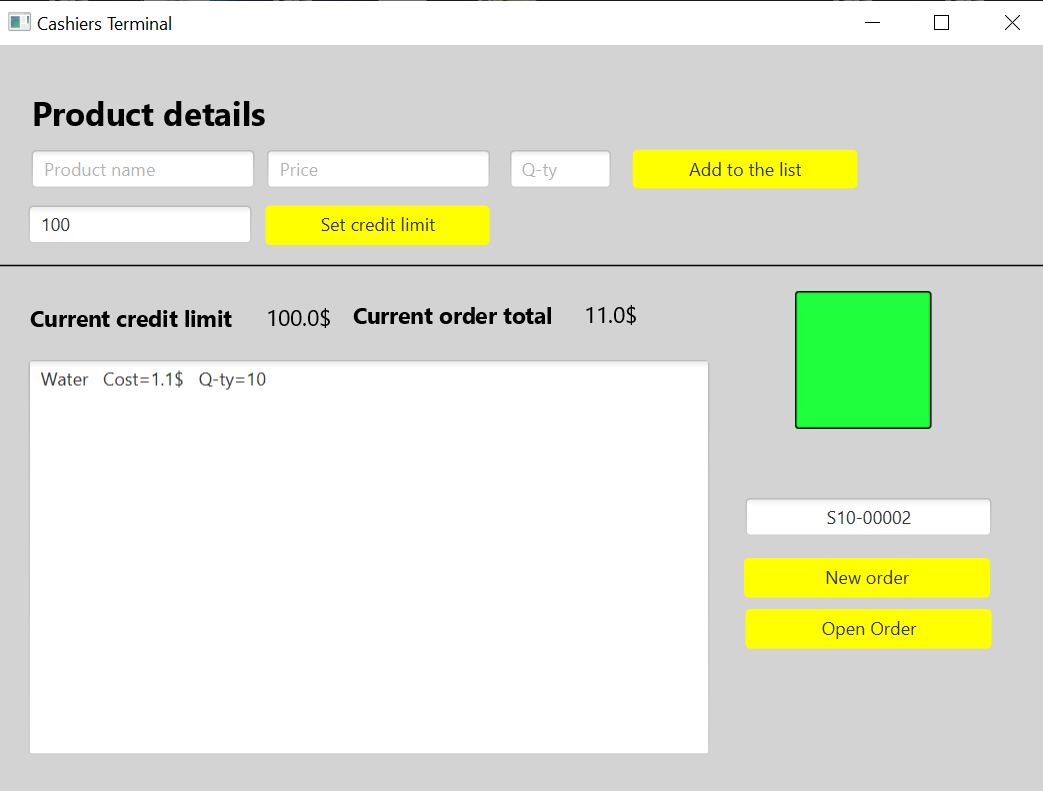 Cashiers Terminal
Product details
Product name Price Q-ty Add to the list
100 Set credit limit
Current credit limit 100.0$ Current order total 11.0$
Water Cost=1.1$ Q-ty=10
S10-00002
New order
Open Order